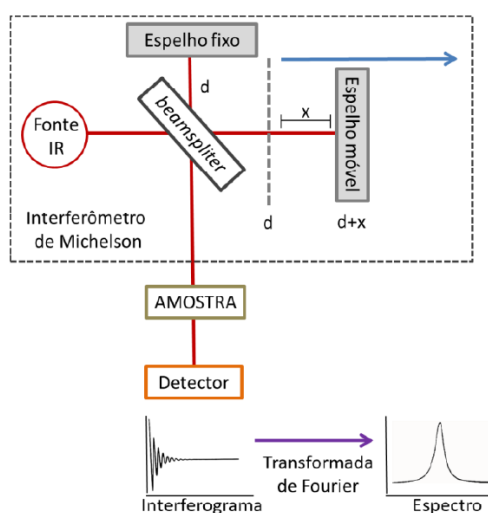 Espelho fixo
d
Fonte
IR
beamspliter
x
Espelho
móvel
Interferômetro
de Michelson
d
d+x
AMOSTRA
Detector
Transformada
de Fourier
Interferograma
Espectro